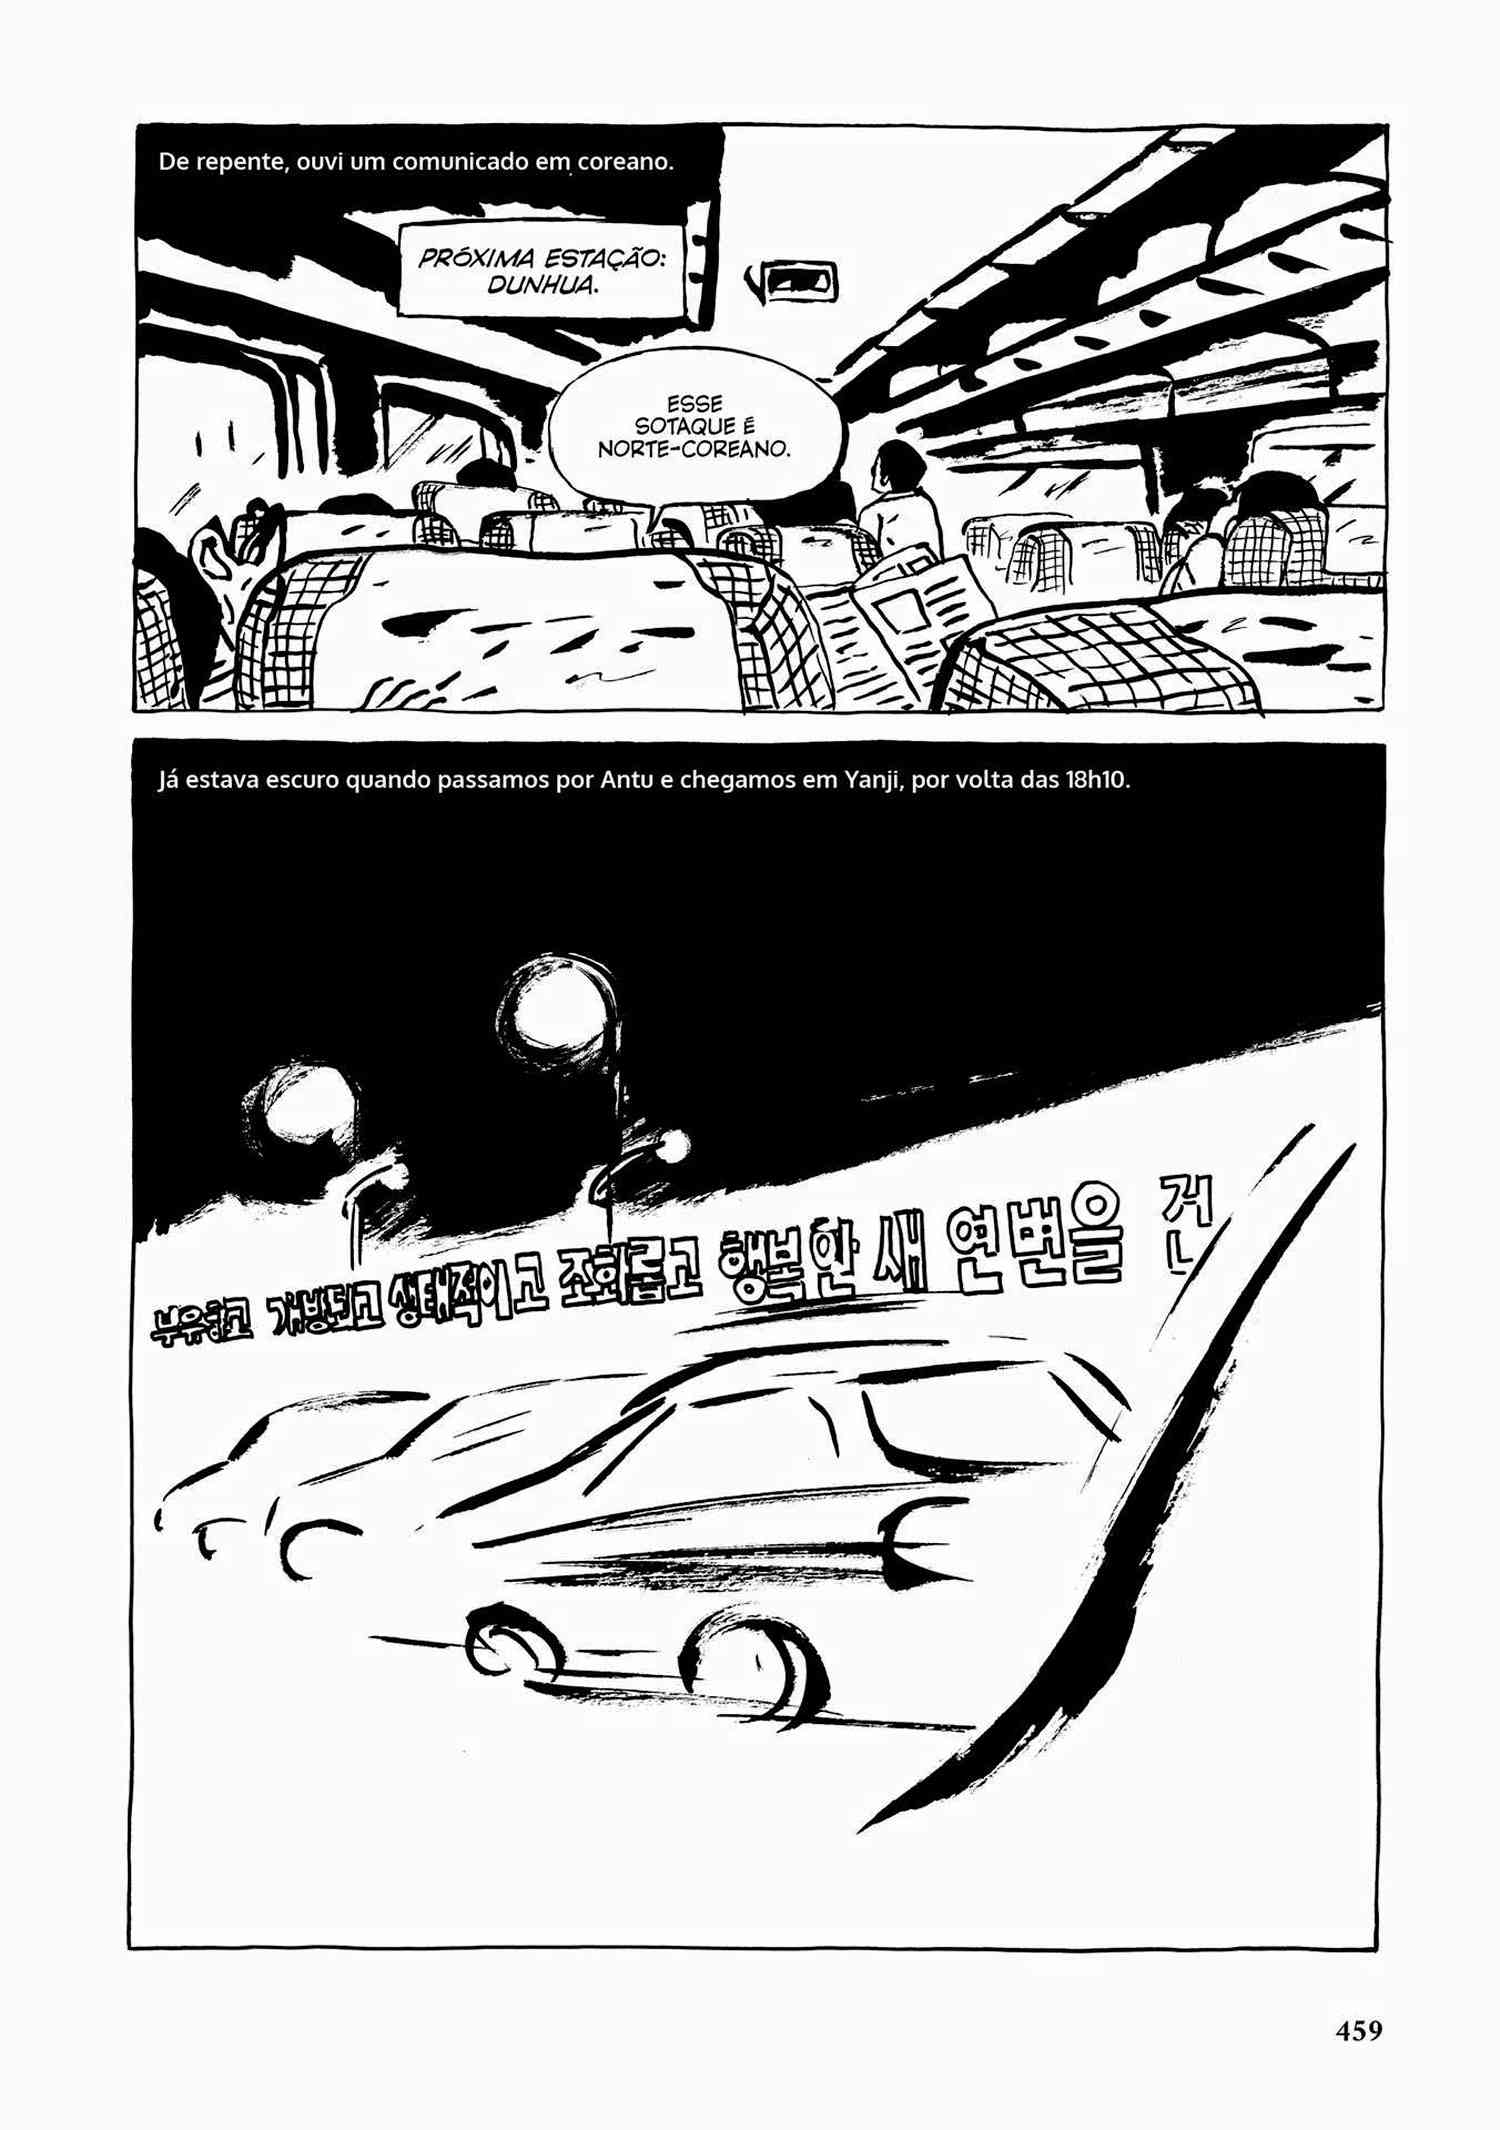 De repente, ouvi um comunicado em coreano.
PRÓXIMA ESTAÇÃO:
DUNHUA.
ESSE
SOTAQUE É
NORTE-COREANO.
Já estava escuro quando passamos por Antu e chegamos em Yanji, por volta das 18h10.
부유하고 개방되고 생태적이고 조화롭고 행복한 새 연변을 건
459